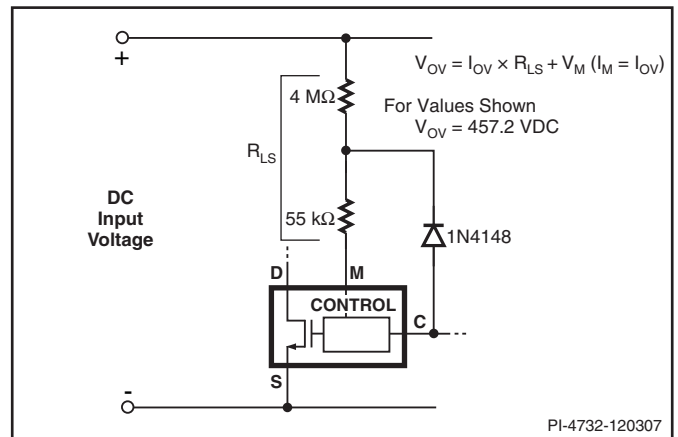 +
V_OV = I_OV × R_LS + V_M (I_M = I_OV)
4 MΩ
For Values Shown
V_OV = 457.2 VDC
R_LS
DC
Input
Voltage
55 kΩ
1N4148
D
M
CONTROL
C
S
-
PI-4732-120307